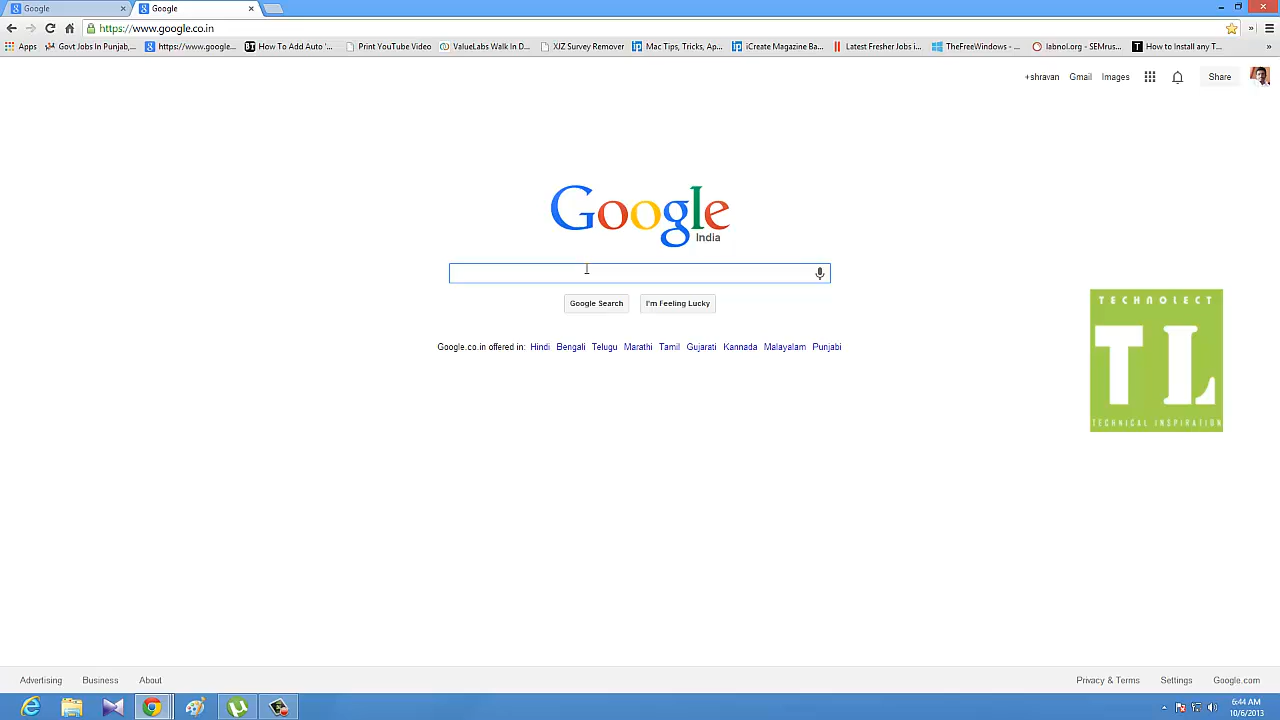 Google
Google
https://www.google.co.in
Apps
Govt Jobs In Punjab,...
https://www.google...
How To Add Auto '...
Print YouTube Video
ValueLabs Walk In D...
XJZ Survey Remover
Mac Tips, Tricks, Ap...
iCreate Magazine Ba...
Latest Fresher Jobs i...
TheFreeWindows - ...
labnol.org - SEMrus...
How to Install any T...
+shravan Gmail Images Share
Google
India
Google Search I'm Feeling Lucky
Google.co.in offered in: Hindi Bengali Telugu Marathi Tamil Gujarati Kannada Malayalam Punjabi
TECHNOLECT
TL
TECHNICAL INSPIRATION
Advertising Business About Privacy & Terms Settings Google.com
6:44 AM
10/6/2013